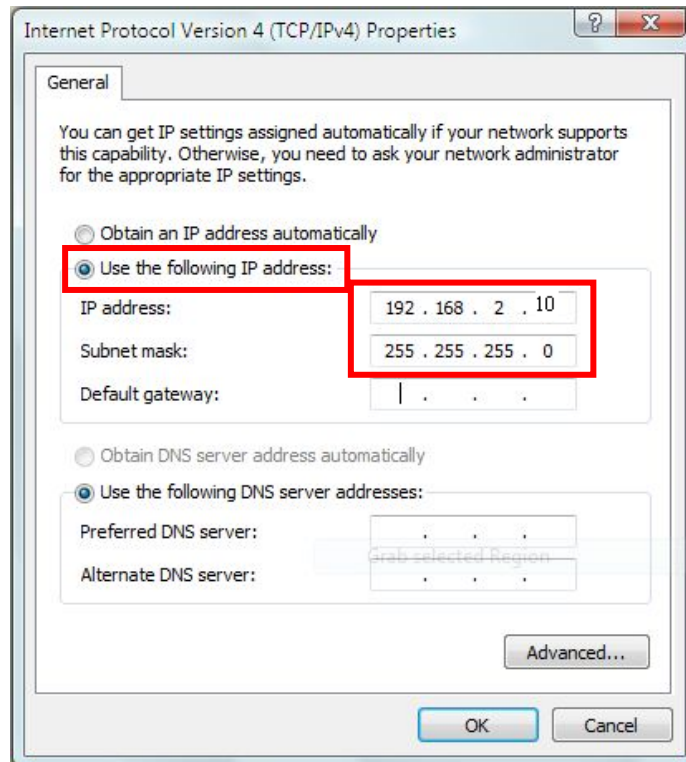 Internet Protocol Version 4 (TCP/IPv4) Properties
General
You can get IP settings assigned automatically if your network supports
this capability. Otherwise, you need to ask your network administrator
for the appropriate IP settings.
Obtain an IP address automatically
Use the following IP address:
IP address: 192 . 168 . 2 . 10
Subnet mask: 255 . 255 . 255 . 0
Default gateway: . . .
Obtain DNS server address automatically
Use the following DNS server addresses:
Preferred DNS server: . . .
Grab selected Region
Alternate DNS server: . . .
Advanced...
OK Cancel